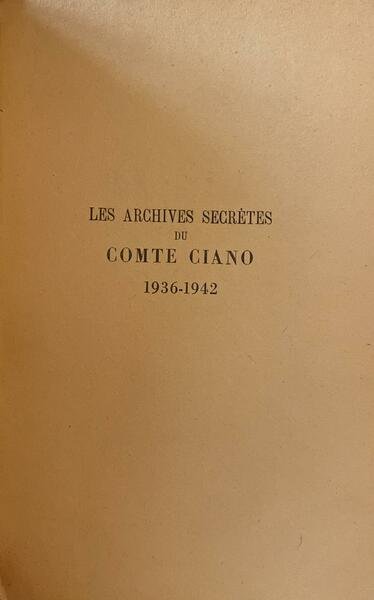 LES ARCHIVES SECRÈTES
DU
COMTE CIANO
1936-1942